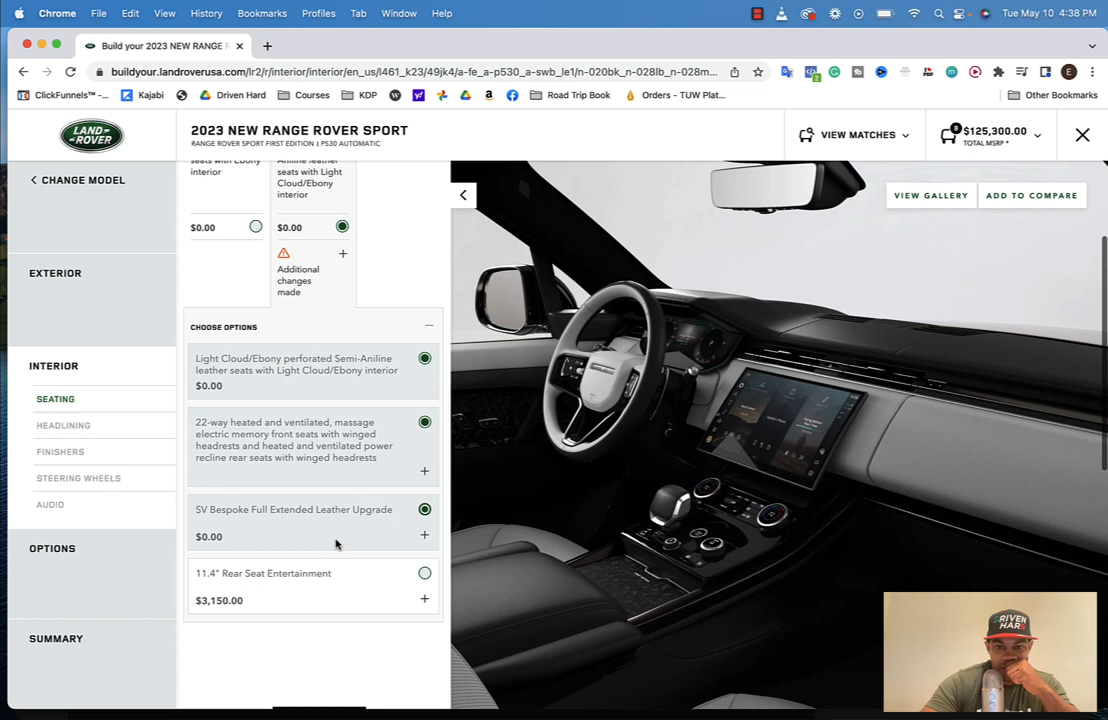 Chrome File Edit View History Bookmarks Profiles Tab Window Help Tue May 10 4:38 PM
Build your 2023 NEW RANGE R
buildyour.landroverusa.com/lr2/r/interior/interior/en_us/l461_k23/49jk4/a-fe_a-p530_a-swb_le1/n-020bk_n-028lb_n-028m... E
ClickFunnels™ –... Kajabi Driven Hard Courses KDP Road Trip Book Orders - TUW Plat... Other Bookmarks
LAND ROVER
2023 NEW RANGE ROVER SPORT
RANGE ROVER SPORT FIRST EDITION | P530 AUTOMATIC
VIEW MATCHES
$125,300.00
TOTAL MSRP *
CHANGE MODEL
EXTERIOR
INTERIOR
SEATING
HEADLINING
FINISHERS
STEERING WHEELS
AUDIO
OPTIONS
SUMMARY
seats with Ebony
interior
$0.00
Aniline leather
seats with Light
Cloud/Ebony
interior
$0.00
Additional
changes
made
CHOOSE OPTIONS
Light Cloud/Ebony perforated Semi-Aniline
leather seats with Light Cloud/Ebony interior
$0.00
22-way heated and ventilated, massage
electric memory front seats with winged
headrests and heated and ventilated power
recline rear seats with winged headrests
SV Bespoke Full Extended Leather Upgrade
$0.00
11.4" Rear Seat Entertainment
$3,150.00
VIEW GALLERY
ADD TO COMPARE
DRIVEN
HARD